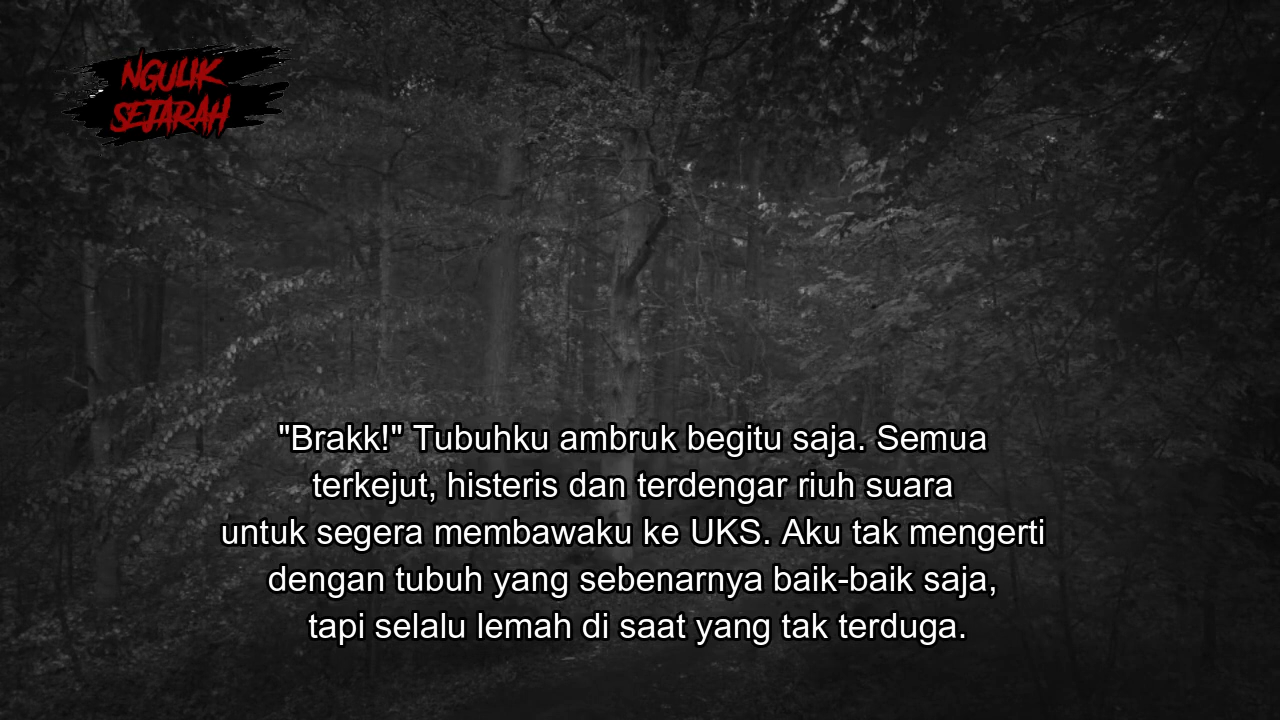 NGULIK
SEJARAH
"Brakk!" Tubuhku ambruk begitu saja. Semua
terkejut, histeris dan terdengar riuh suara
untuk segera membawaku ke UKS. Aku tak mengerti
dengan tubuh yang sebenarnya baik-baik saja,
tapi selalu lemah di saat yang tak terduga.